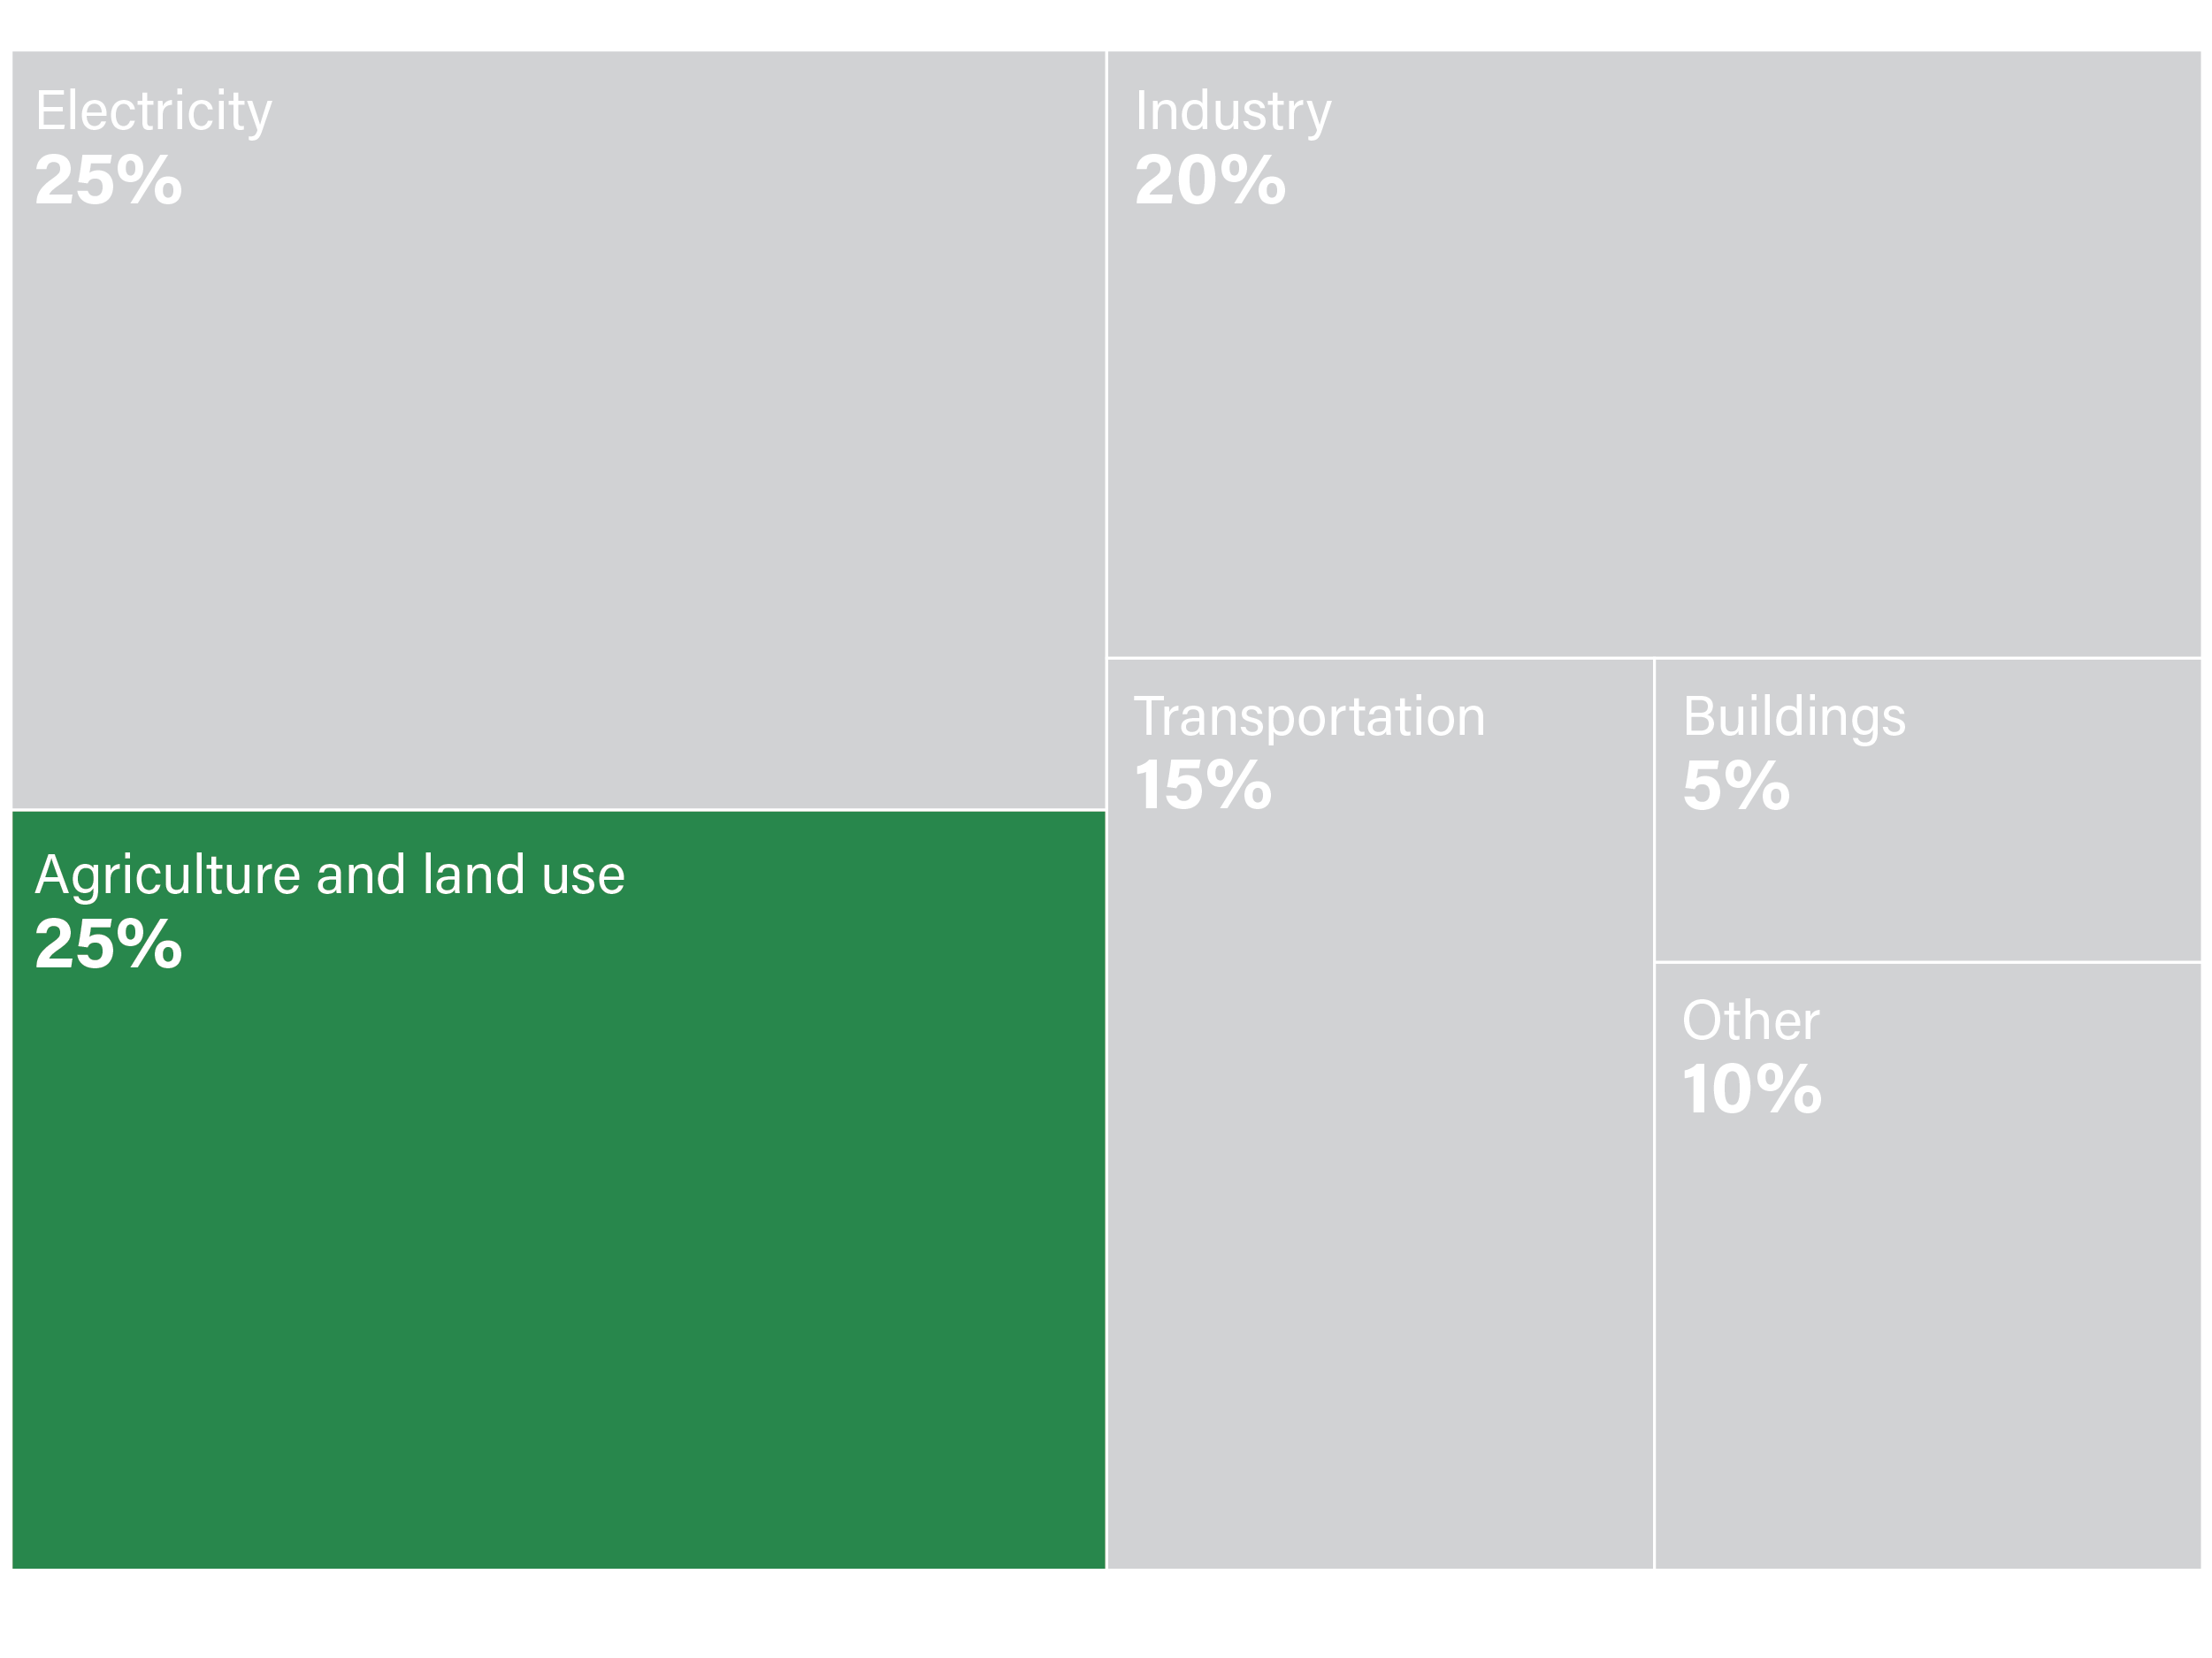 Electricity
25%
Industry
20%
Transportation
15%
Buildings
5%
Agriculture and land use
25%
Other
10%